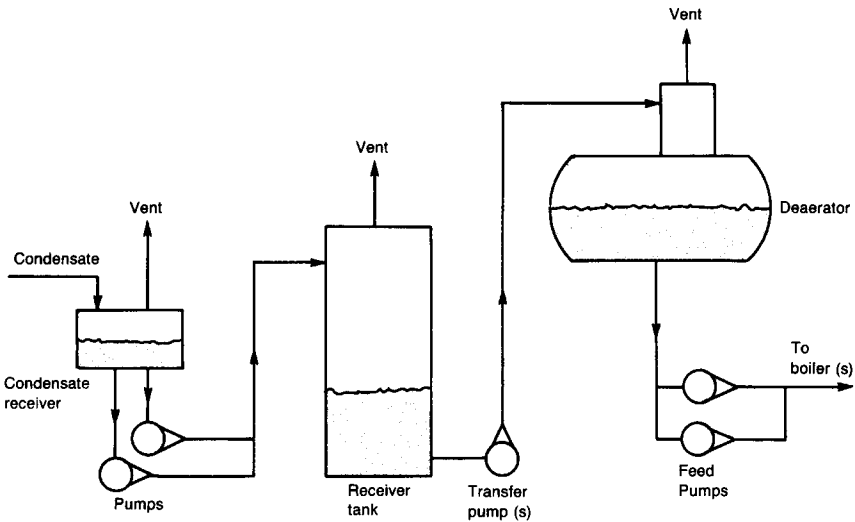 Vent
Vent
Deaerator
Vent
Condensate
Condensate
receiver
To
boiler (s)
Pumps
Receiver
tank
Transfer
pump (s)
Feed
Pumps